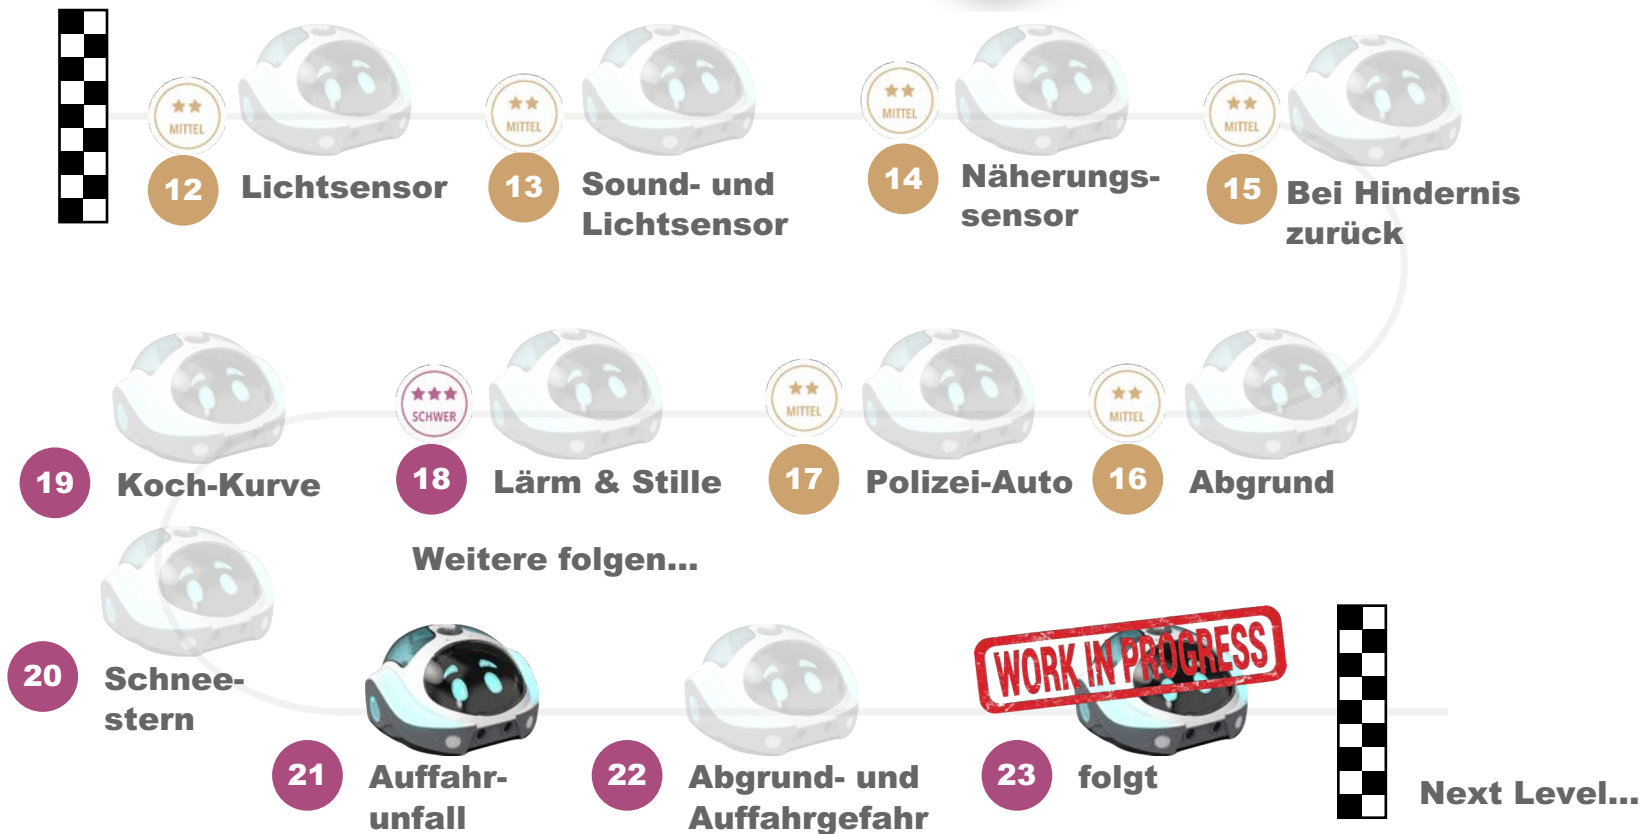 MITTEL
12
Lichtsensor
MITTEL
13
Sound- und
Lichtsensor
MITTEL
14
Näherungs-
sensor
MITTEL
15
Bei Hindernis
zurück
19
Koch-Kurve
SCHWER
18
Lärm & Stille
MITTEL
17
Polizei-Auto
MITTEL
16
Abgrund
Weitere folgen...
20
Schnee-
stern
21
Auffahr-
unfall
22
Abgrund- und
Auffahrgefahr
WORK IN PROGRESS
23
folgt
Next Level...